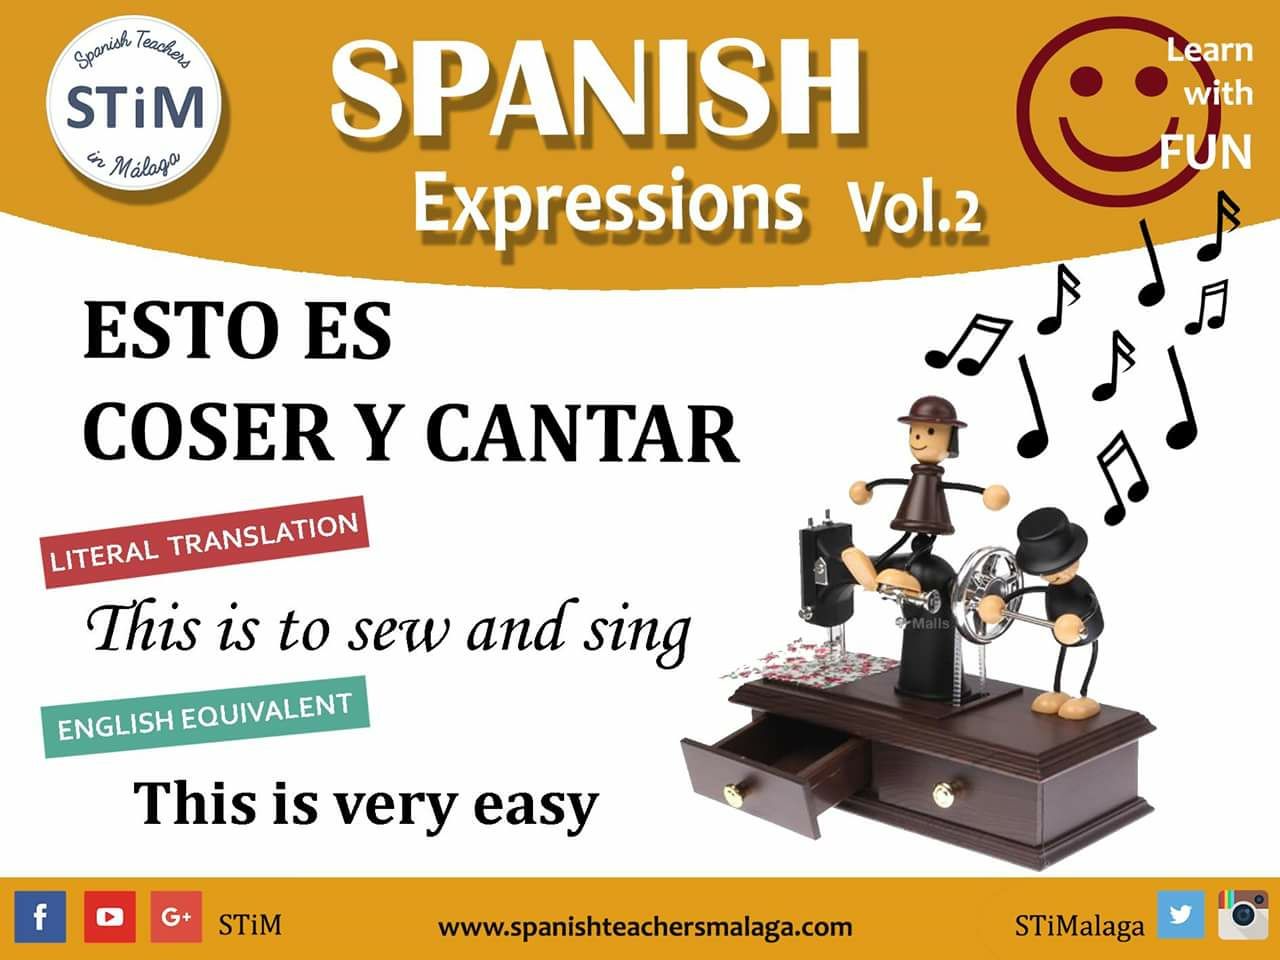 Spanish Teachers
STiM
in Málaga
SPANISH
Expressions Vol.2
Learn
with
FUN
ESTO ES
COSER Y CANTAR
LITERAL TRANSLATION
This is to sew and sing
ENGLISH EQUIVALENT
This is very easy
Malls
f
G+
STiM
www.spanishteachersmalaga.com
STiMalaga